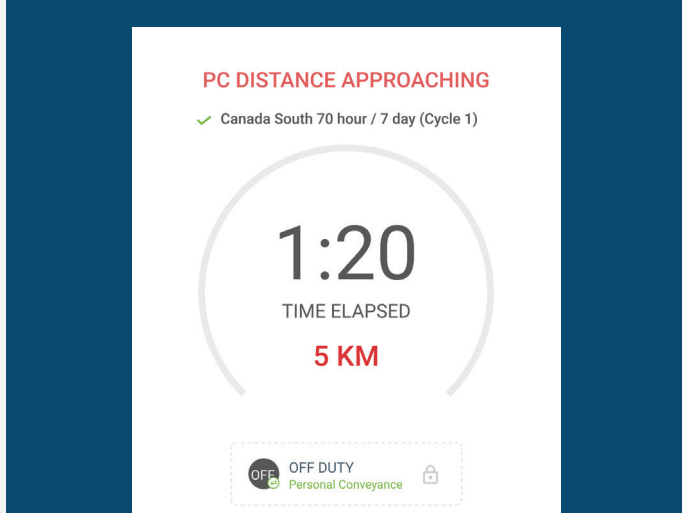 PC DISTANCE APPROACHING
Canada South 70 hour / 7 day (Cycle 1)
1:20
TIME ELAPSED
5 KM
OFF
OFF DUTY
Personal Conveyance